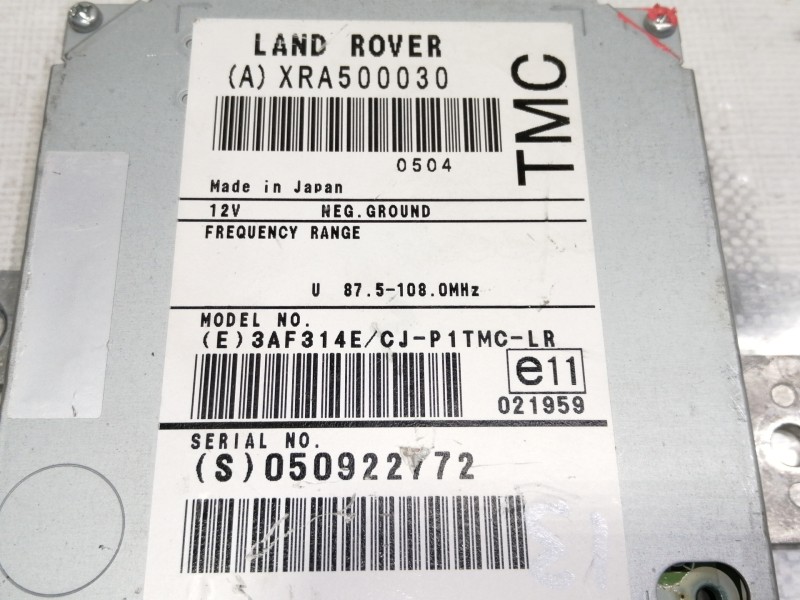 LAND ROVER
(A) XRA500030
TMC
0504
Made in Japan
12V NEG.GROUND
FREQUENCY RANGE
U 87.5-108.0MHz
MODEL NO.
(E)3AF314E/CJ-P1TMC-LR
e11
021959
SERIAL NO.
(S)050922772